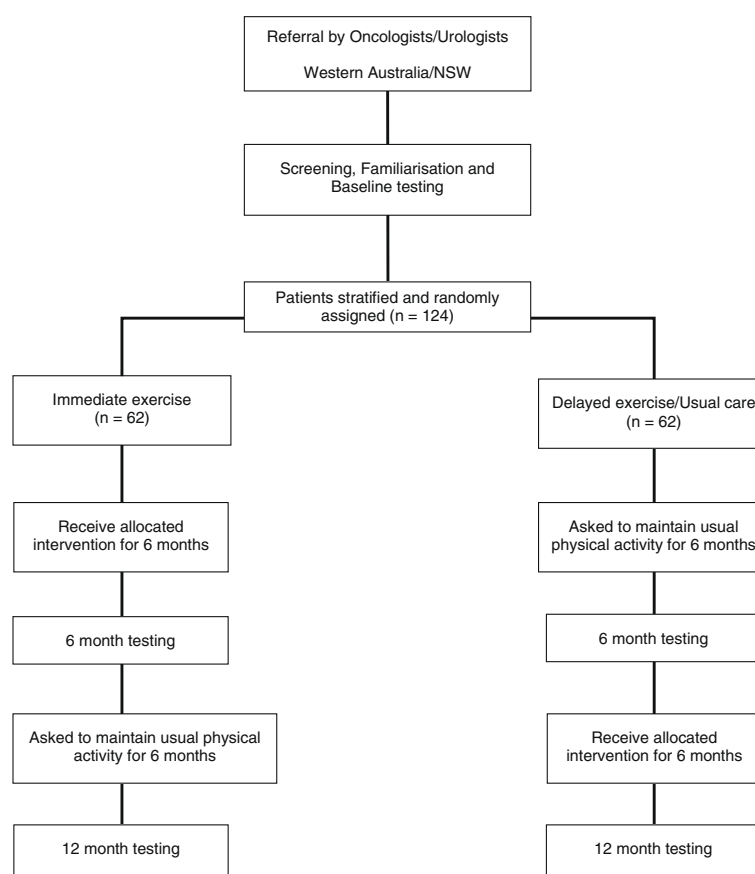 Referral by Oncologists/Urologists
Western Australia/NSW
Screening, Familiarisation and
Baseline testing
Patients stratified and randomly
assigned (n = 124)
Immediate exercise
(n = 62)
Delayed exercise/Usual care
(n = 62)
Receive allocated
intervention for 6 months
Asked to maintain usual
physical activity for 6 months
6 month testing
6 month testing
Asked to maintain usual physical
activity for 6 months
Receive allocated
intervention for 6 months
12 month testing
12 month testing